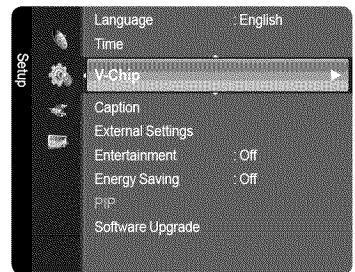 Setup
Language : English
Time
V-Chip
Caption
External Settings
Entertainment : Off
Energy Saving : Off
PIP
Software Upgrade